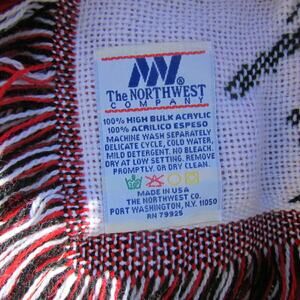 The NORTHWEST ®
COMPANY
100% HIGH BULK ACRYLIC
100% ACRILICO ESPESO
MACHINE WASH SEPARATELY
DELICATE CYCLE, COLD WATER,
MILD DETERGENT. NO BLEACH.
DRY AT LOW SETTING. REMOVE
PROMPTLY, OR DRY CLEAN.
MADE IN USA
THE NORTHWEST CO.
PORT WASHINGTON, N.Y. 11050
RN 79925